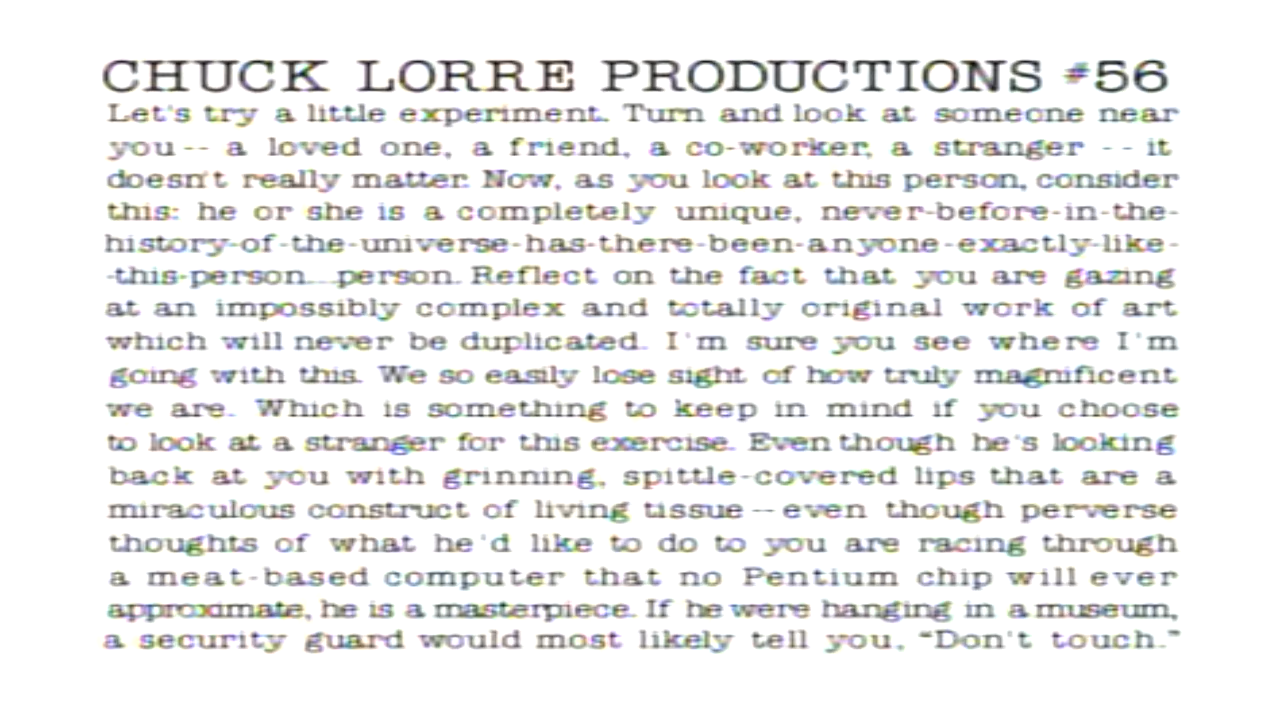 CHUCK LORRE PRODUCTIONS #56
Let's try a little experiment. Turn and look at someone near
you -- a loved one, a friend, a co-worker, a stranger -- it
doesn't really matter. Now, as you look at this person, consider
this: he or she is a completely unique, never-before-in-the-
history-of-the-universe-has-there-been-anyone-exactly-like-
-this-person...person. Reflect on the fact that you are gazing
at an impossibly complex and totally original work of art
which will never be duplicated. I'm sure you see where I'm
going with this. We so easily lose sight of how truly magnificent
we are. Which is something to keep in mind if you choose
to look at a stranger for this exercise. Even though he's looking
back at you with grinning, spittle-covered lips that are a
miraculous construct of living tissue -- even though perverse
thoughts of what he'd like to do to you are racing through
a meat-based computer that no Pentium chip will ever
approximate, he is a masterpiece. If he were hanging in a museum,
a security guard would most likely tell you, "Don't touch."